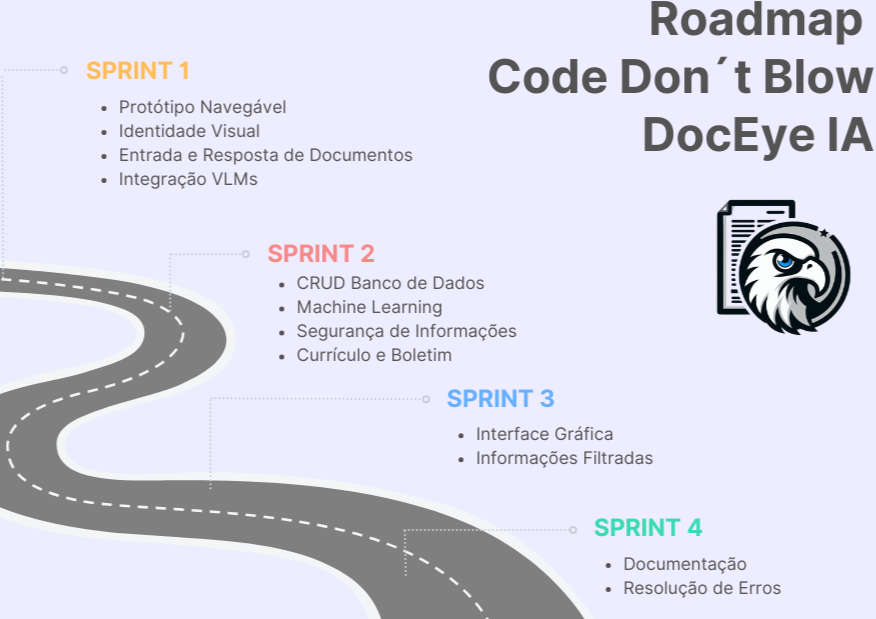 Roadmap
Code Don´t Blow
DocEye IA
SPRINT 1
• Protótipo Navegável
• Identidade Visual
• Entrada e Resposta de Documentos
• Integração VLMs
SPRINT 2
• CRUD Banco de Dados
• Machine Learning
• Segurança de Informações
• Currículo e Boletim
SPRINT 3
• Interface Gráfica
• Informações Filtradas
SPRINT 4
• Documentação
• Resolução de Erros